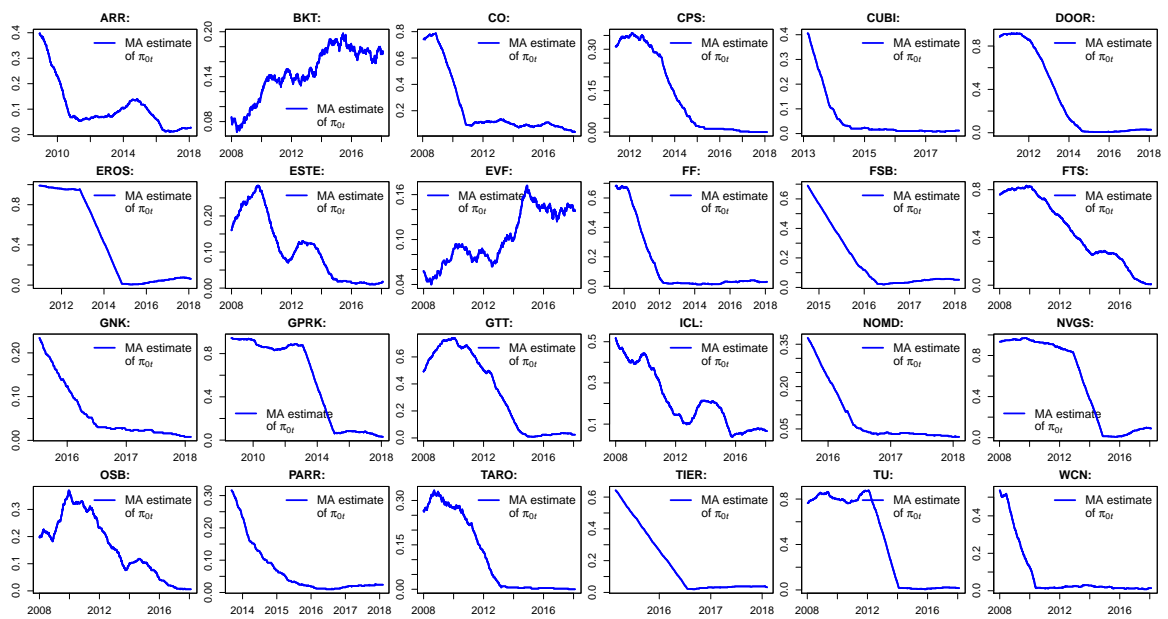 ARR:
0.0 0.1 0.2 0.3 0.4
MA estimate
of π0t
2010 2014 2018
BKT:
0.08 0.14 0.20
MA estimate
of π0t
2008 2012 2016
CO:
0.2 0.4 0.6
MA estimate
of π0t
2008 2012 2016
CPS:
0.00 0.15 0.30
MA estimate
of π0t
2012 2014 2016 2018
CUBI:
0.0 0.1 0.2 0.3 0.4
MA estimate
of π0t
2013 2015 2017
DOOR:
0.0 0.4 0.8
MA estimate
of π0t
2012 2014 2016 2018
EROS:
0.0 0.4 0.8
MA estimate
of π0t
2012 2014 2016 2018
ESTE:
0.00 0.10 0.20
MA estimate
of π0t
2008 2012 2016
EVF:
0.04 0.10 0.16
MA estimate
of π0t
2008 2012 2016
FF:
0.0 0.2 0.4 0.6
MA estimate
of π0t
2010 2012 2014 2016 2018
FSB:
0.0 0.2 0.4 0.6
MA estimate
of π0t
2015 2016 2017 2018
FTS:
0.0 0.2 0.4 0.6 0.8
MA estimate
of π0t
2008 2012 2016
GNK:
0.00 0.10 0.20
MA estimate
of π0t
2016 2017 2018
GPRK:
0.0 0.4 0.8
MA estimate
of π0t
2010 2012 2014 2016 2018
GTT:
0.0 0.2 0.4 0.6
MA estimate
of π0t
2008 2012 2016
ICL:
0.1 0.3 0.5
MA estimate
of π0t
2008 2012 2016
NOMD:
0.05 0.15 0.25 0.35
MA estimate
of π0t
2016 2017 2018
NVGS:
0.0 0.4 0.8
MA estimate
of π0t
2008 2012 2016
OSB:
0.0 0.1 0.2 0.3
MA estimate
of π0t
2008 2012 2016
PARR:
0.00 0.10 0.20 0.30
MA estimate
of π0t
2014 2015 2016 2017 2018
TARO:
0.00 0.15 0.30
MA estimate
of π0t
2008 2012 2016
TIER:
0.0 0.2 0.4 0.6
MA estimate
of π0t
2016 2017 2018
TU:
0.0 0.4 0.8
MA estimate
of π0t
2008 2012 2016
WCN:
0.0 0.2 0.4
MA estimate
of π0t
2008 2012 2016